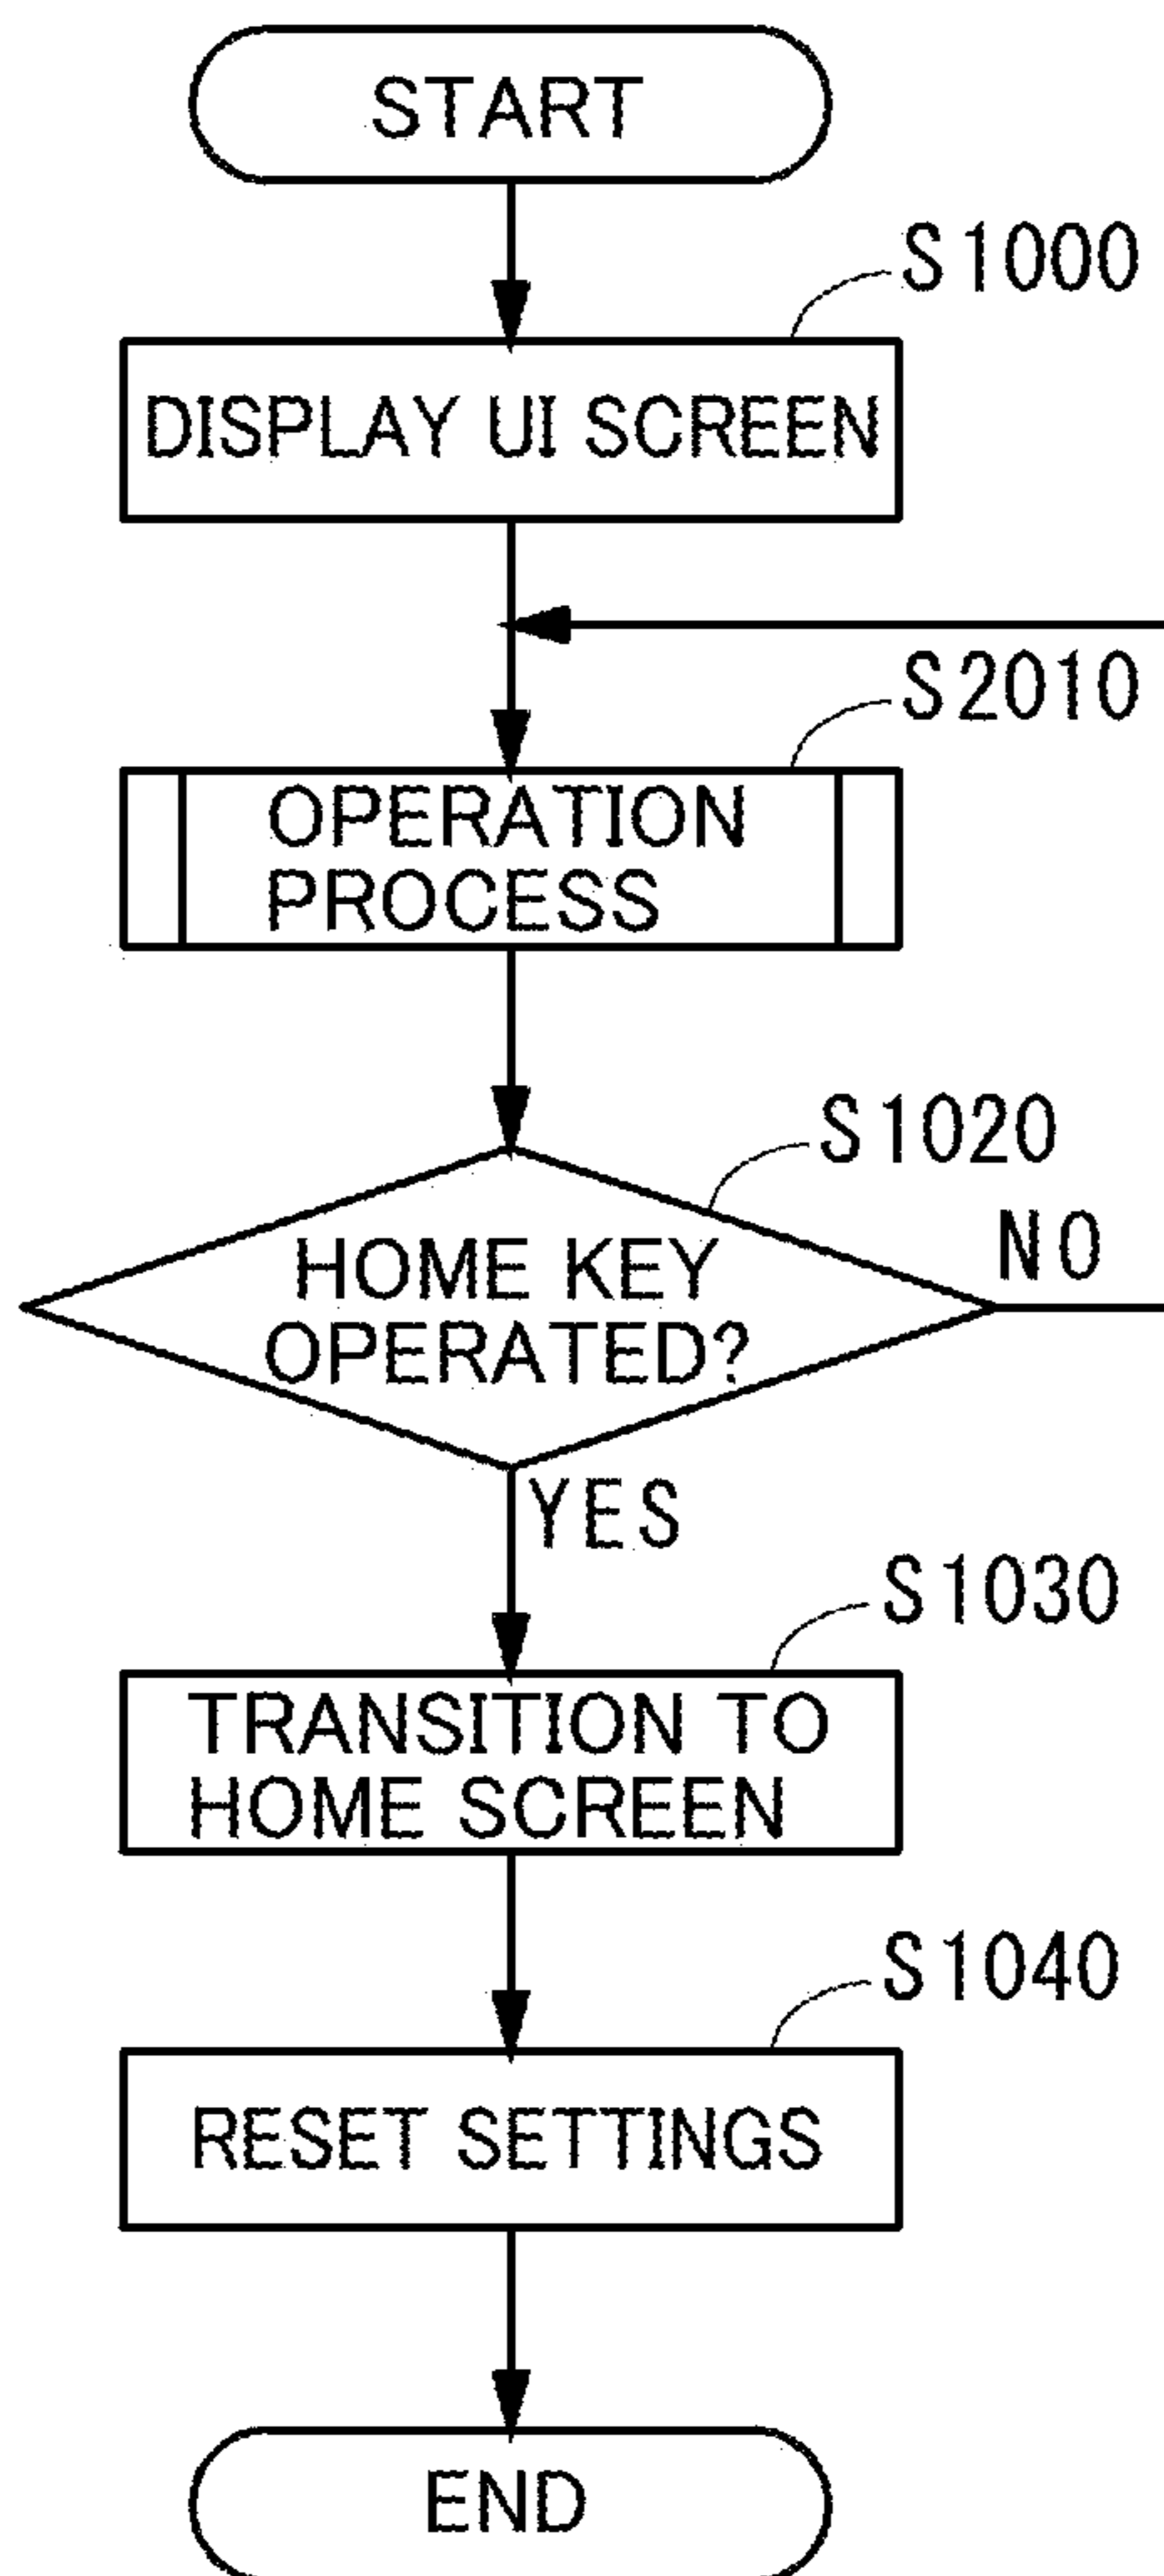 START
S1000
DISPLAY UI SCREEN
S2010
OPERATION
PROCESS
S1020
HOME KEY
OPERATED?
NO
YES
S1030
TRANSITION TO
HOME SCREEN
S1040
RESET SETTINGS
END